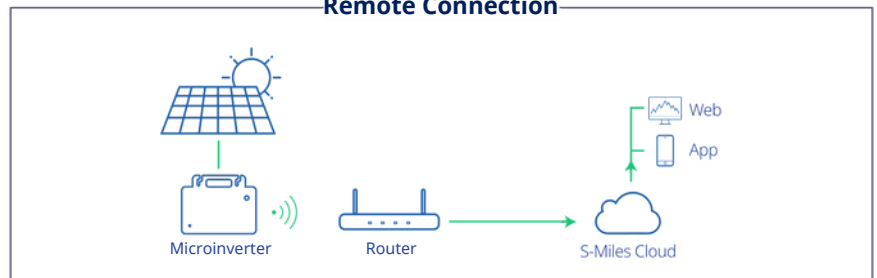 Remote Connection
Web
App
Microinverter
Router
S-Miles Cloud